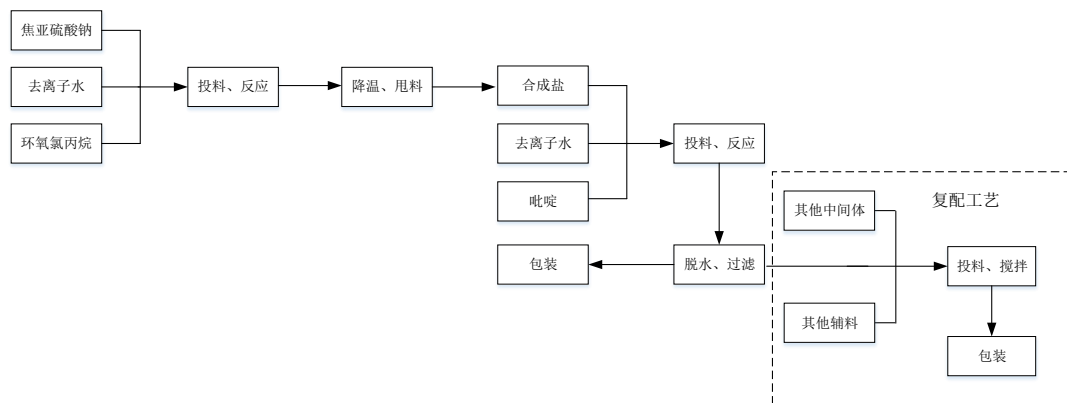 焦亚硫酸钠
去离子水
环氧氯丙烷
投料、反应
降温、甩料
合成盐
去离子水
吡啶
投料、反应
脱水、过滤
包装
复配工艺
其他中间体
其他辅料
投料、搅拌
包装